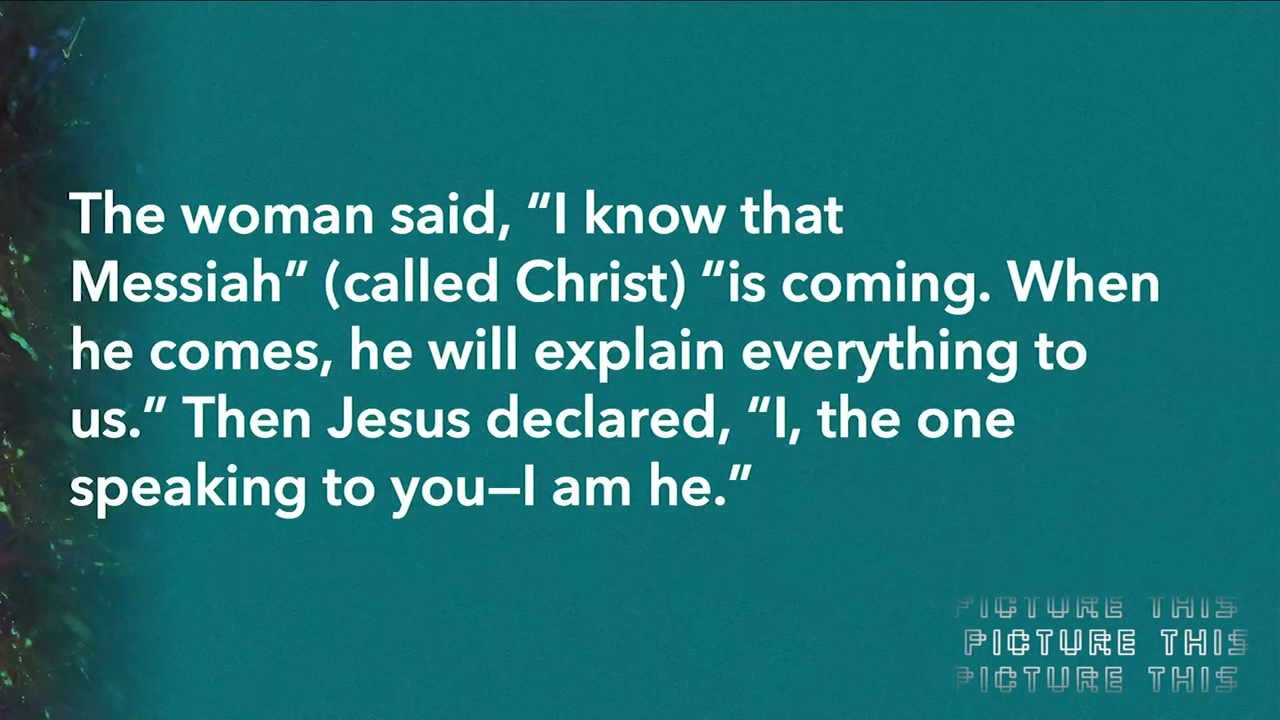 The woman said, “I know that
Messiah” (called Christ) “is coming. When
he comes, he will explain everything to
us.” Then Jesus declared, “I, the one
speaking to you—I am he.”
PICTURE THIS
PICTURE THIS
PICTURE THIS